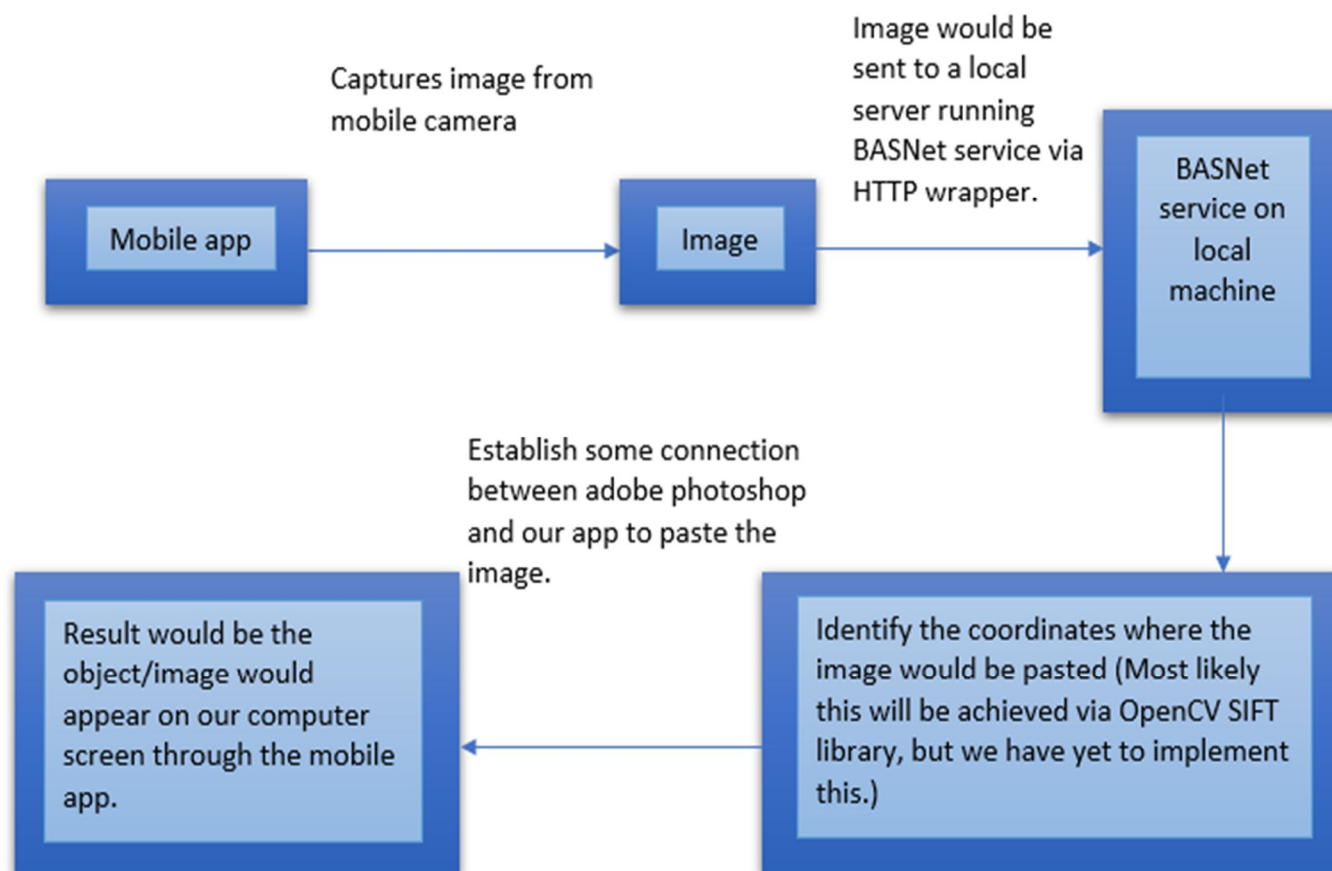 Captures image from
mobile camera
Image would be
sent to a local
server running
BASNet service via
HTTP wrapper.
Mobile app
Image
BASNet
service on
local
machine
Establish some connection
between adobe photoshop
and our app to paste the
image.
Identify the coordinates where the
image would be pasted (Most likely
this will be achieved via OpenCV SIFT
library, but we have yet to implement
this.)
Result would be the
object/image would
appear on our computer
screen through the mobile
app.